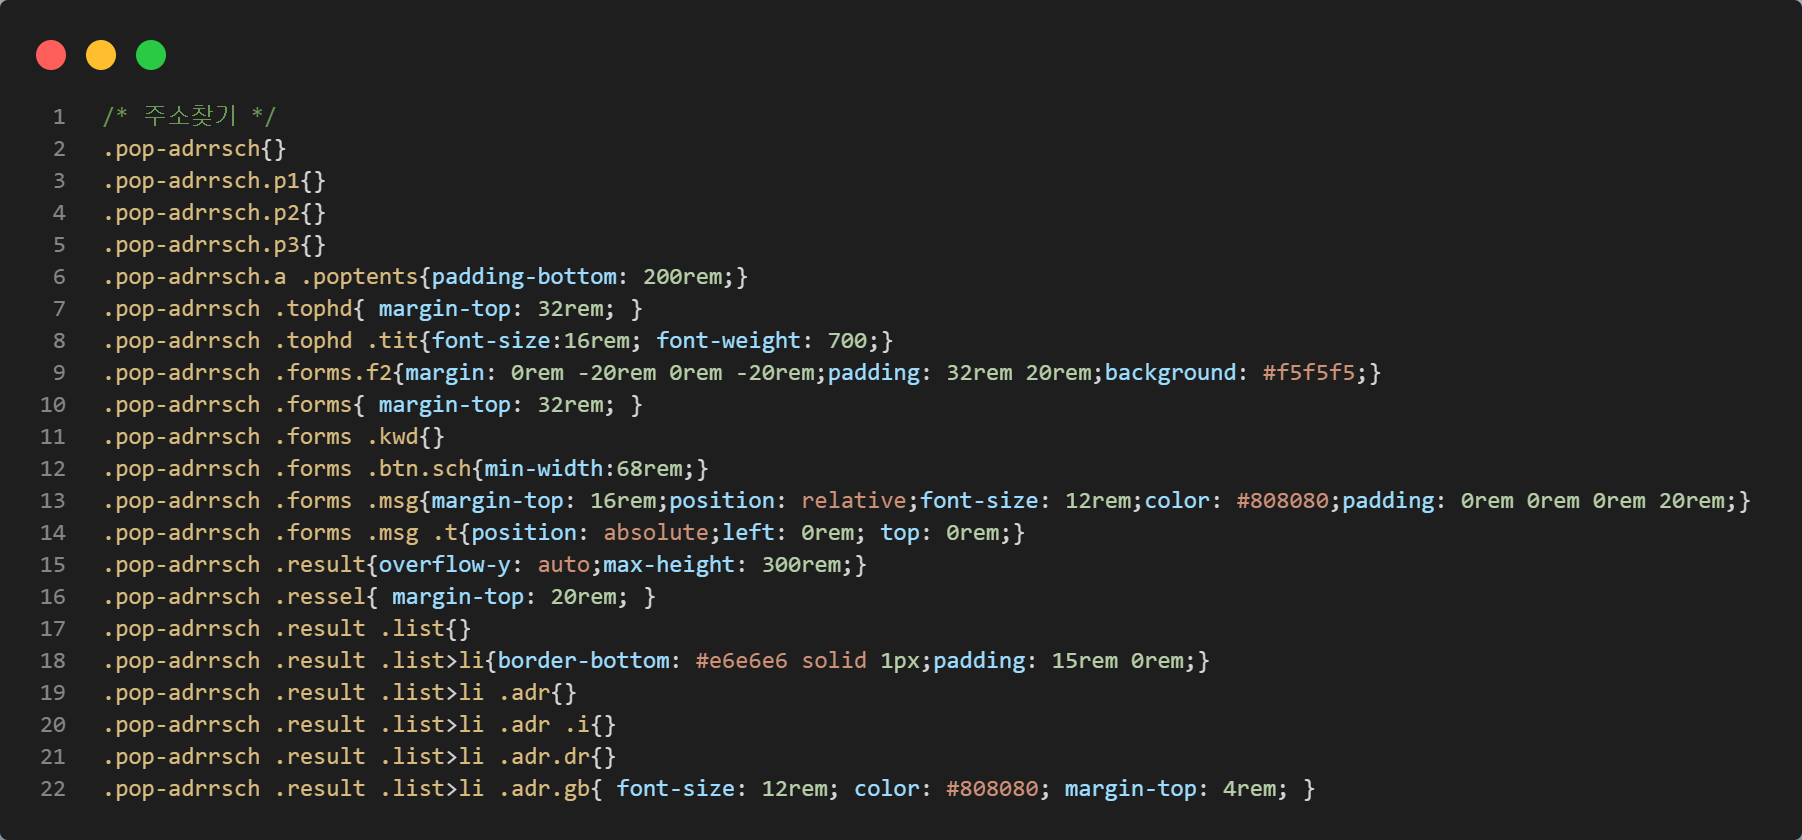 1 /* 주소찾기 */
2 .pop-adrrsch{}
3 .pop-adrrsch.p1{}
4 .pop-adrrsch.p2{}
5 .pop-adrrsch.p3{}
6 .pop-adrrsch.a .poptents{padding-bottom: 200rem;}
7 .pop-adrrsch .tophd{ margin-top: 32rem; }
8 .pop-adrrsch .tophd .tit{font-size:16rem; font-weight: 700;}
9 .pop-adrrsch .forms.f2{margin: 0rem -20rem 0rem -20rem;padding: 32rem 20rem;background: #f5f5f5;}
10 .pop-adrrsch .forms{ margin-top: 32rem; }
11 .pop-adrrsch .forms .kwd{}
12 .pop-adrrsch .forms .btn.sch{min-width:68rem;}
13 .pop-adrrsch .forms .msg{margin-top: 16rem;position: relative;font-size: 12rem;color: #808080;padding: 0rem 0rem 0rem 20rem;}
14 .pop-adrrsch .forms .msg .t{position: absolute;left: 0rem; top: 0rem;}
15 .pop-adrrsch .result{overflow-y: auto;max-height: 300rem;}
16 .pop-adrrsch .ressel{ margin-top: 20rem; }
17 .pop-adrrsch .result .list{}
18 .pop-adrrsch .result .list>li{border-bottom: #e6e6e6 solid 1px;padding: 15rem 0rem;}
19 .pop-adrrsch .result .list>li .adr{}
20 .pop-adrrsch .result .list>li .adr .i{}
21 .pop-adrrsch .result .list>li .adr.dr{}
22 .pop-adrrsch .result .list>li .adr.gb{ font-size: 12rem; color: #808080; margin-top: 4rem; }